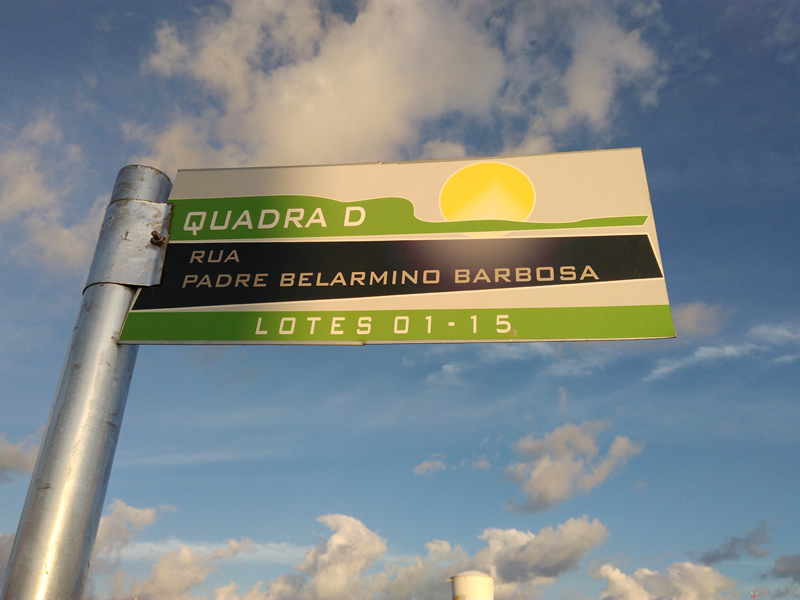 QUADRA D
RUA
PADRE BELARMINO BARBOSA
LOTES 01-15